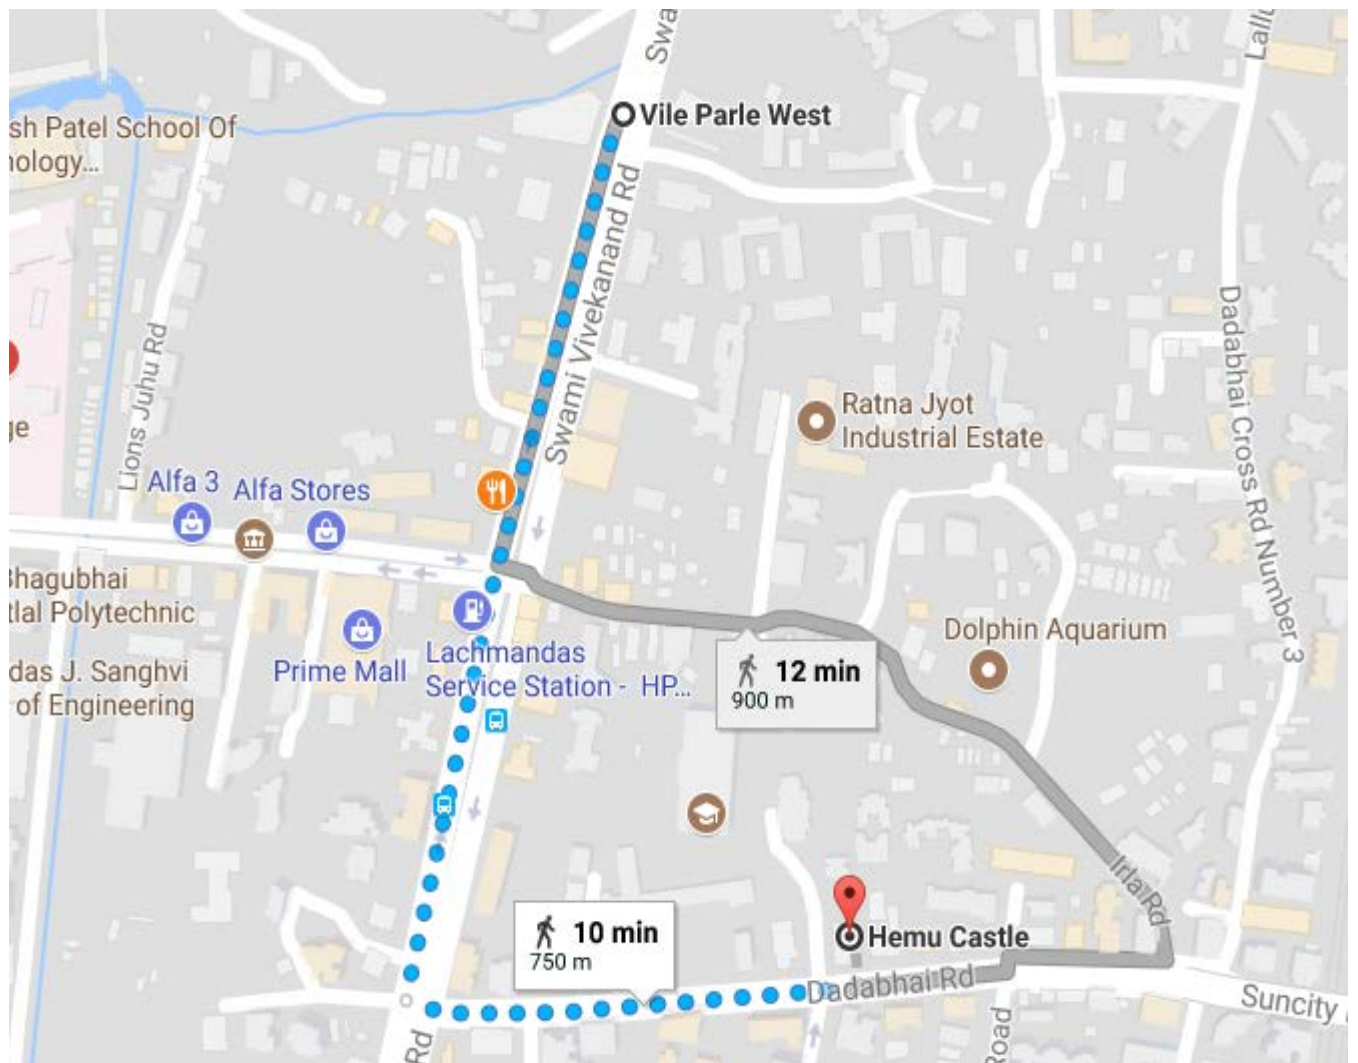 Swa
Lallu
Vile Parle West
sh Patel School Of
nology...
Swami Vivekanand Rd
Dadabhai Cross Rd Number 3
Lions Juhu Rd
ge
Ratna Jyot
Industrial Estate
Alfa 3
Alfa Stores
Bhagubhai
tlal Polytechnic
Prime Mall
Lachmandas
Service Station - HP...
Dolphin Aquarium
das J. Sanghvi
of Engineering
12 min
900 m
Irla Rd
10 min
750 m
Hemu Castle
Dadabhai Rd
Suncity
Rd
Road